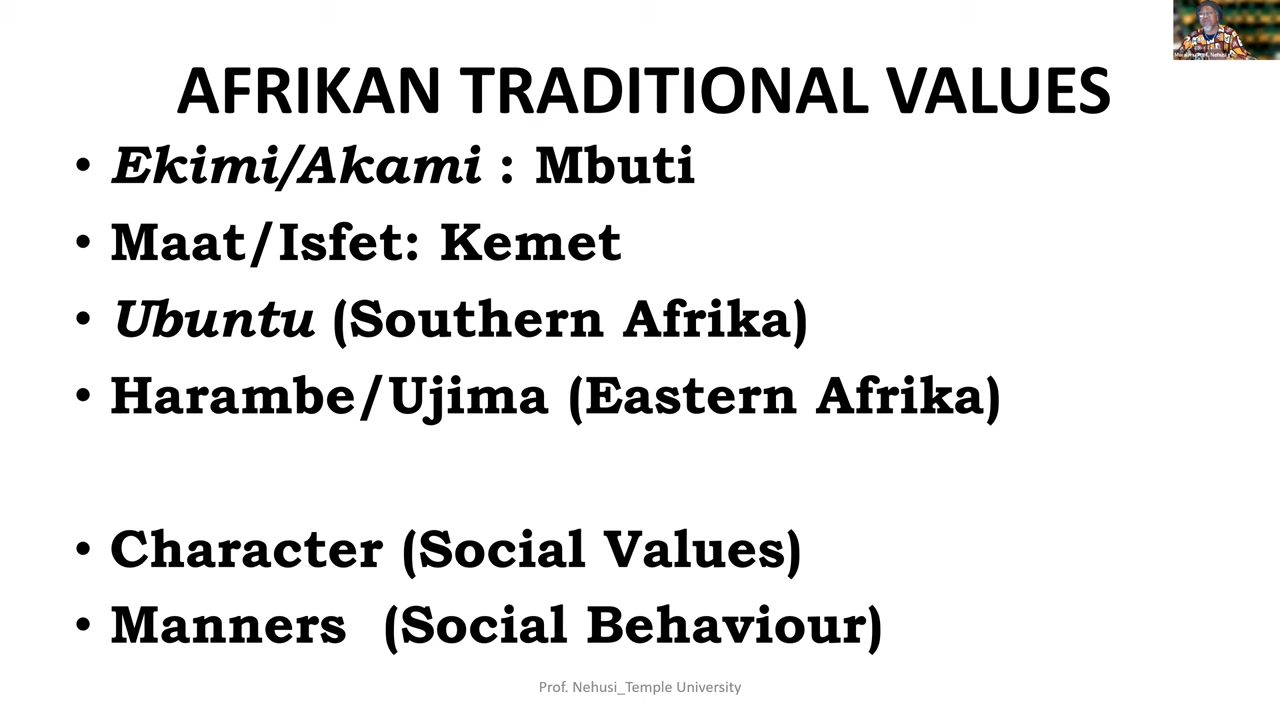 AFRIKAN TRADITIONAL VALUES
• Ekimi/Akami : Mbuti
• Maat/Isfet: Kemet
• Ubuntu (Southern Afrika)
• Harambe/Ujima (Eastern Afrika)
• Character (Social Values)
• Manners (Social Behaviour)
Prof. Nehusi_Temple University